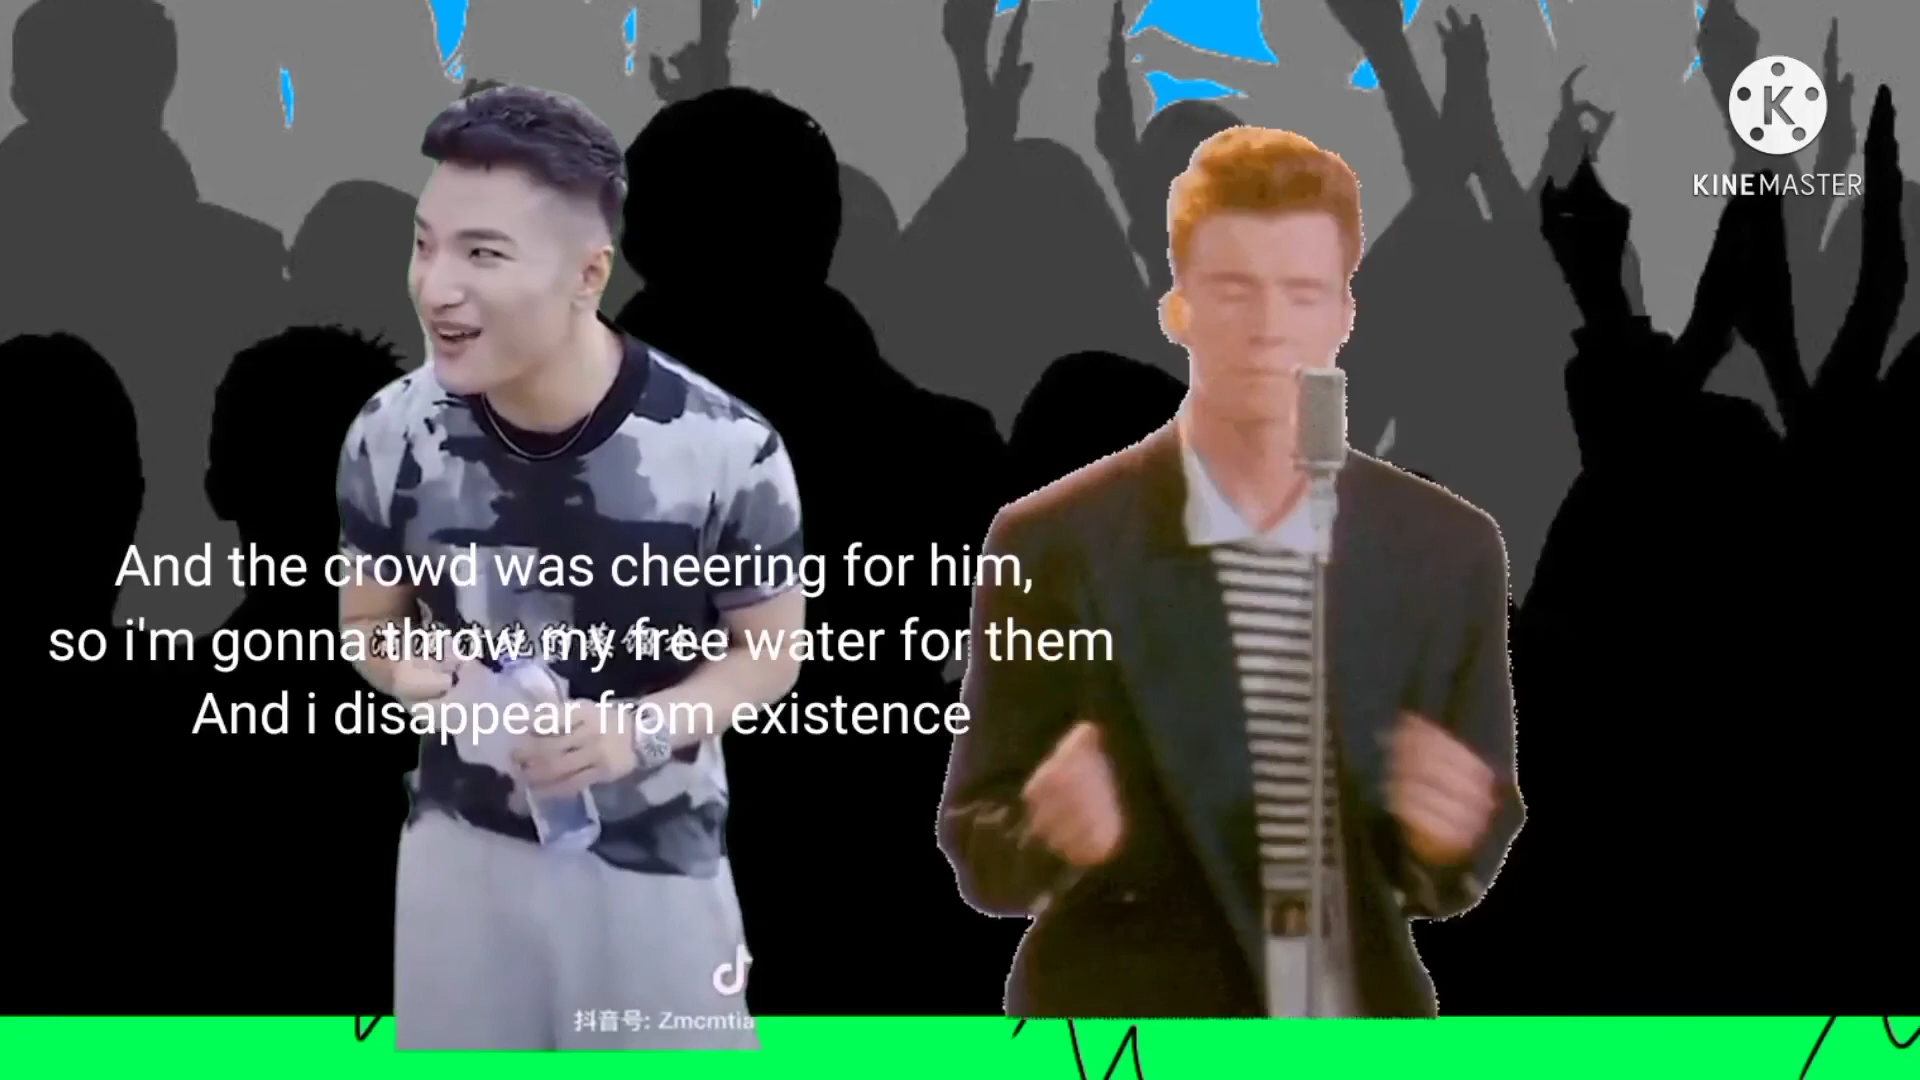 K
KINEMASTER
And the crowd was cheering for him,
so i'm gonna throw my free water for them
And i disappear from existence
抖音号: Zmcmtia